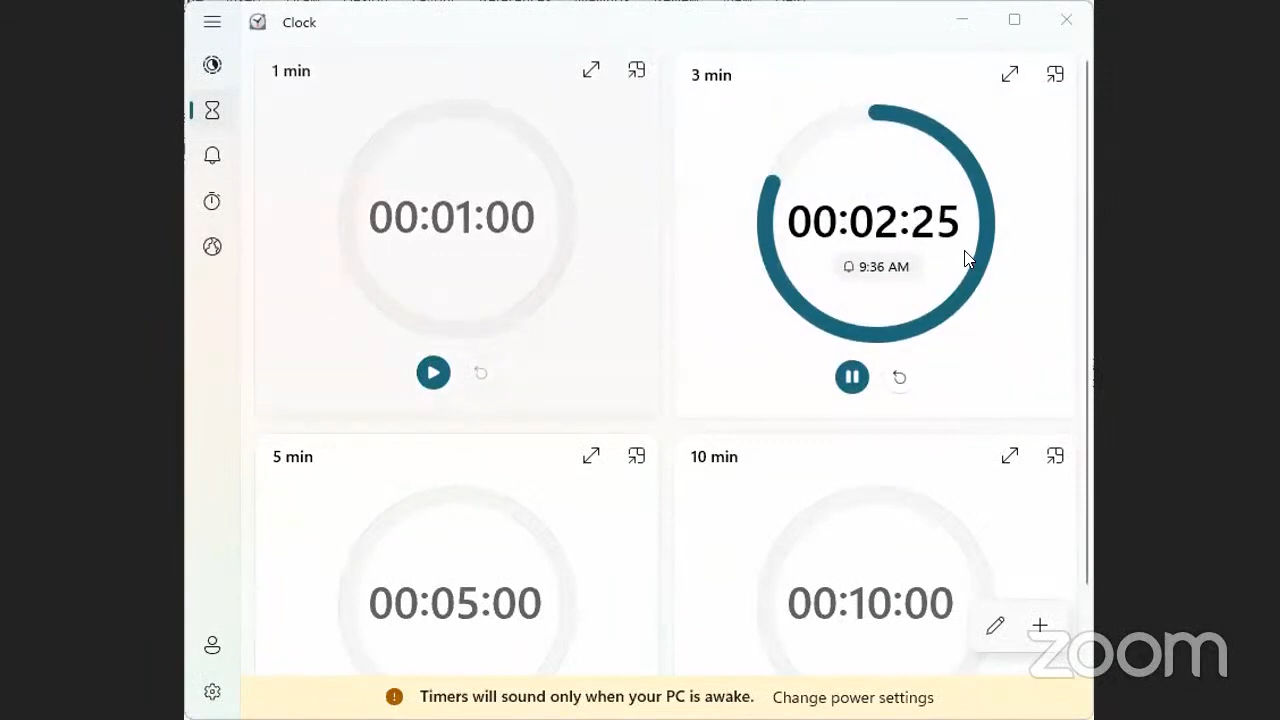 Clock
1 min
3 min
00:01:00
00:02:25
9:36 AM
5 min
10 min
00:05:00
00:10:00
zoom
Timers will sound only when your PC is awake. Change power settings